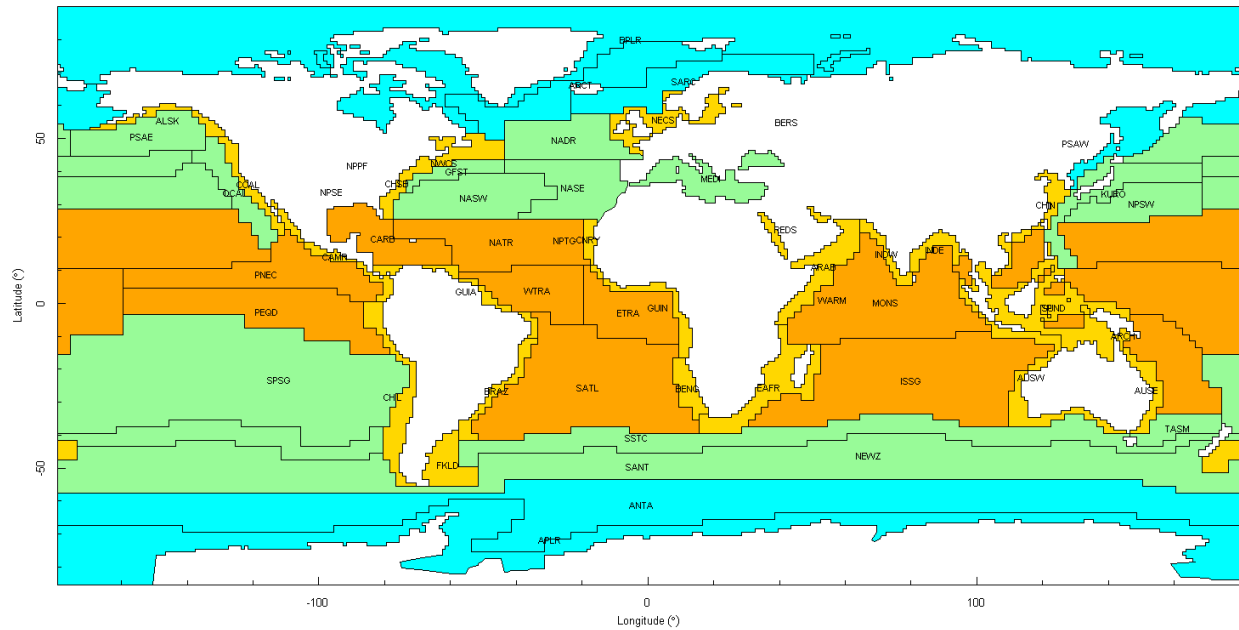 BPLR
ARCT
SARC
ALSK
NECS
BERS
PSAE
NADR
PSAW
NWCS
NPPF
GFST
MEDI
CHSB
CCAL
OCAL
NPSE
NASW
NASE
KURO
CHIN
NPSW
REDS
CARB
NATR
NPTG
CNRY
CAMR
INDW
INDE
ARAB
PNEC
GUIA
WTRA
WARM
MONS
PEQD
ETRA
GUIN
SUND
ARCH
SPSG
AUSW
ISSG
CHIL
BRAZ
SATL
BENG
EAFR
AUSE
TASM
SSTC
NEWZ
FKLD
SANT
ANTA
APLR
50
0
-50
Latitude (°)
-100
0
100
Longitude (°)